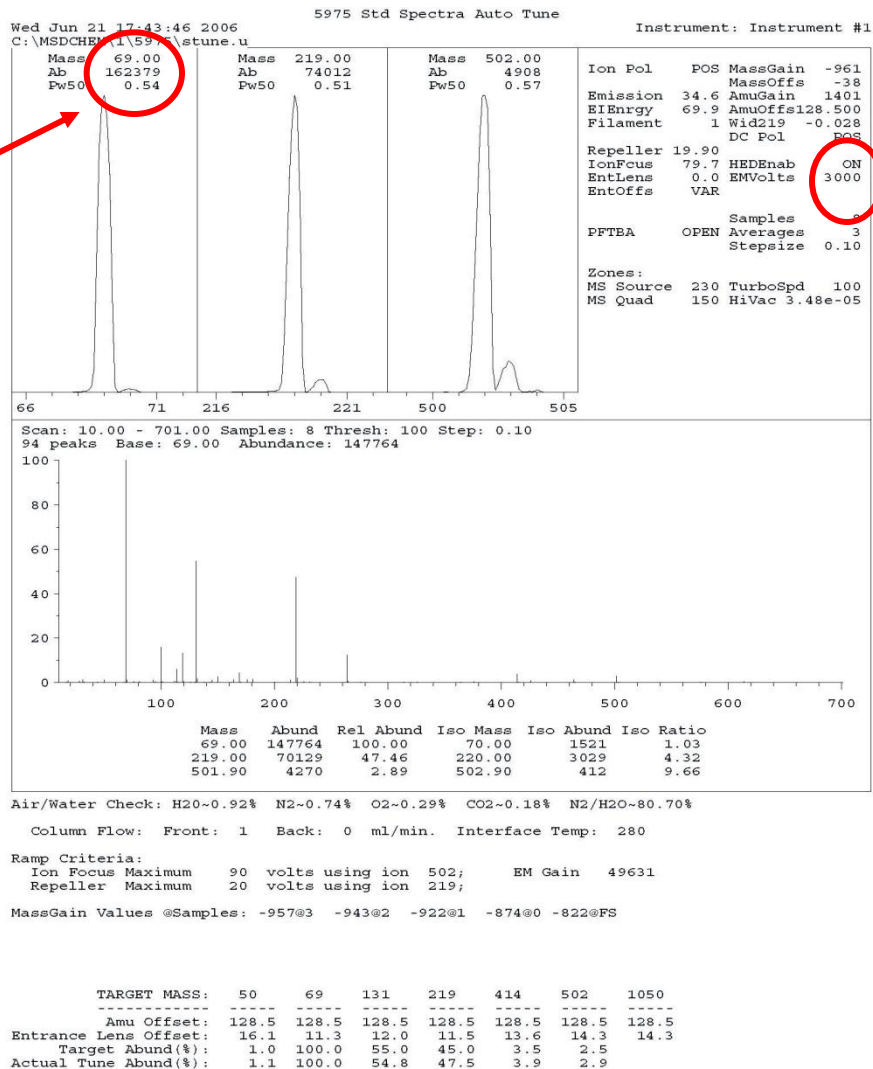 5975 Std Spectra Auto Tune
Wed Jun 21 17:43:46 2006 Instrument: Instrument #1
C:\MSDCHEM\1\5975\stune.u
Mass 69.00 Mass 219.00 Mass 502.00
Ab 162379 Ab 74012 Ab 4908
Pw50 0.54 Pw50 0.51 Pw50 0.57
Ion Pol POS MassGain -961
MassOffs -38
Emission 34.6 AmuGain 1401
EIEnrgy 69.9 AmuOffs128.500
Filament 1 Wid219 -0.028
DC Pol POS
Repeller 19.90
IonFcus 79.7 HEDEnab ON
EntLens 0.0 EMVolts 3000
EntOffs VAR
Samples 8
PFTBA OPEN Averages 3
Stepsize 0.10
Zones:
MS Source 230 TurboSpd 100
MS Quad 150 HiVac 3.48e-05
66 71 216 221 500 505
Scan: 10.00 - 701.00 Samples: 8 Thresh: 100 Step: 0.10
94 peaks Base: 69.00 Abundance: 147764
100
80
60
40
20
0
100 200 300 400 500 600 700
Mass Abund Rel Abund Iso Mass Iso Abund Iso Ratio
69.00 147764 100.00 70.00 1521 1.03
219.00 70129 47.46 220.00 3029 4.32
501.90 4270 2.89 502.90 412 9.66
Air/Water Check: H20~0.92% N2~0.74% O2~0.29% CO2~0.18% N2/H2O~80.70%
Column Flow: Front: 1 Back: 0 ml/min. Interface Temp: 280
Ramp Criteria:
Ion Focus Maximum 90 volts using ion 502; EM Gain 49631
Repeller Maximum 20 volts using ion 219;
MassGain Values @Samples: -957@3 -943@2 -922@1 -874@0 -822@FS
TARGET MASS: 50 69 131 219 414 502 1050
------------ ----- ----- ----- ----- ----- ----- -----
Amu Offset: 128.5 128.5 128.5 128.5 128.5 128.5 128.5
Entrance Lens Offset: 16.1 11.3 12.0 11.5 13.6 14.3 14.3
Target Abund(%): 1.0 100.0 55.0 45.0 3.5 2.5
Actual Tune Abund(%): 1.1 100.0 54.8 47.5 3.9 2.9